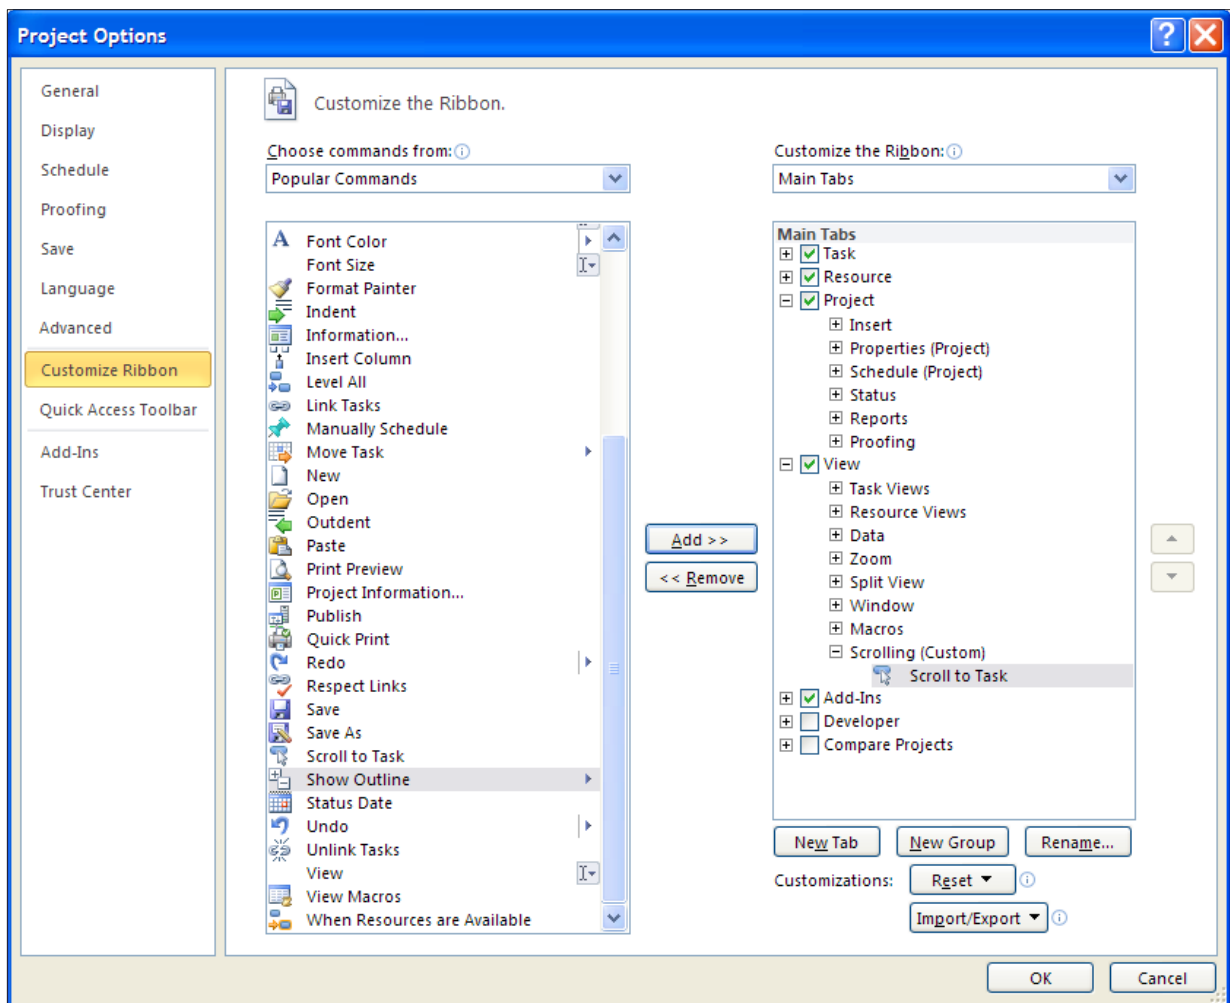 Project Options
General
Display
Schedule
Proofing
Save
Language
Advanced
Customize Ribbon
Quick Access Toolbar
Add-Ins
Trust Center
Customize the Ribbon.
Choose commands from:
Popular Commands
Font Color
Font Size
Format Painter
Indent
Information...
Insert Column
Level All
Link Tasks
Manually Schedule
Move Task
New
Open
Outdent
Paste
Print Preview
Project Information...
Publish
Quick Print
Redo
Respect Links
Save
Save As
Scroll to Task
Show Outline
Status Date
Undo
Unlink Tasks
View
View Macros
When Resources are Available
Add >>
<< Remove
Customize the Ribbon:
Main Tabs
Main Tabs
Task
Resource
Project
Insert
Properties (Project)
Schedule (Project)
Status
Reports
Proofing
View
Task Views
Resource Views
Data
Zoom
Split View
Window
Macros
Scrolling (Custom)
Scroll to Task
Add-Ins
Developer
Compare Projects
New Tab
New Group
Rename...
Customizations:
Reset
Import/Export
OK
Cancel